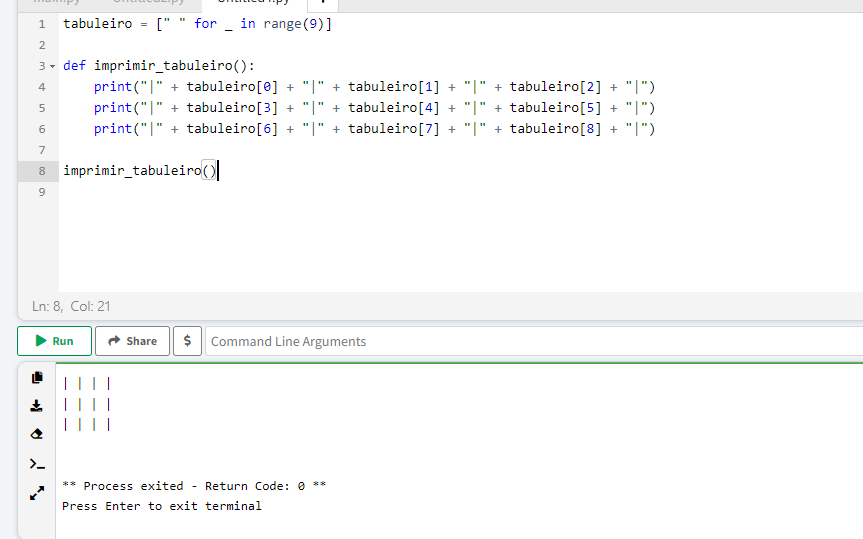 main.py Untitled2.py Untitled1.py +
1 tabuleiro = [" " for _ in range(9)]
2
3 def imprimir_tabuleiro():
4     print("|" + tabuleiro[0] + "|" + tabuleiro[1] + "|" + tabuleiro[2] + "|")
5     print("|" + tabuleiro[3] + "|" + tabuleiro[4] + "|" + tabuleiro[5] + "|")
6     print("|" + tabuleiro[6] + "|" + tabuleiro[7] + "|" + tabuleiro[8] + "|")
7
8 imprimir_tabuleiro()
9
Ln: 8, Col: 21
Run Share $ Command Line Arguments
| | | |
| | | |
| | | |
** Process exited - Return Code: 0 **
Press Enter to exit terminal